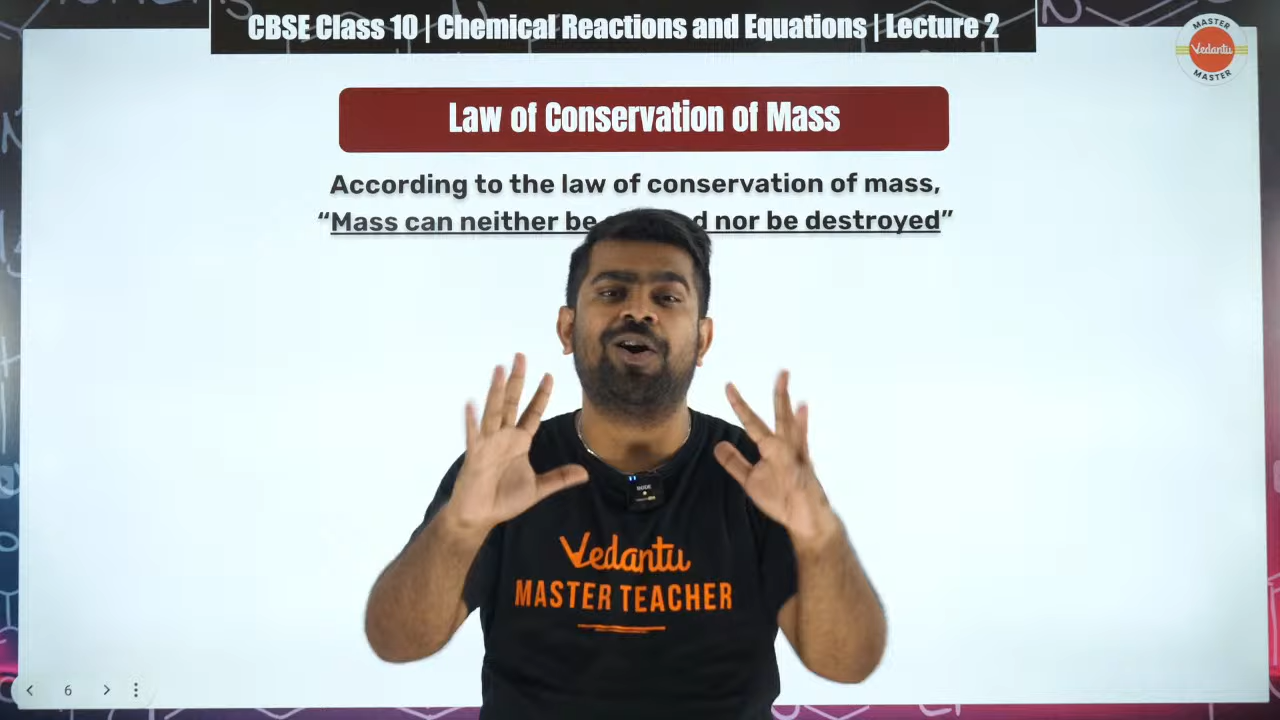 CBSE Class 10 | Chemical Reactions and Equations | Lecture 2
MASTER
Vedantu
MASTER
Law of Conservation of Mass
According to the law of conservation of mass,
“Mass can neither be nor be destroyed”
Vedantu
MASTER TEACHER
6